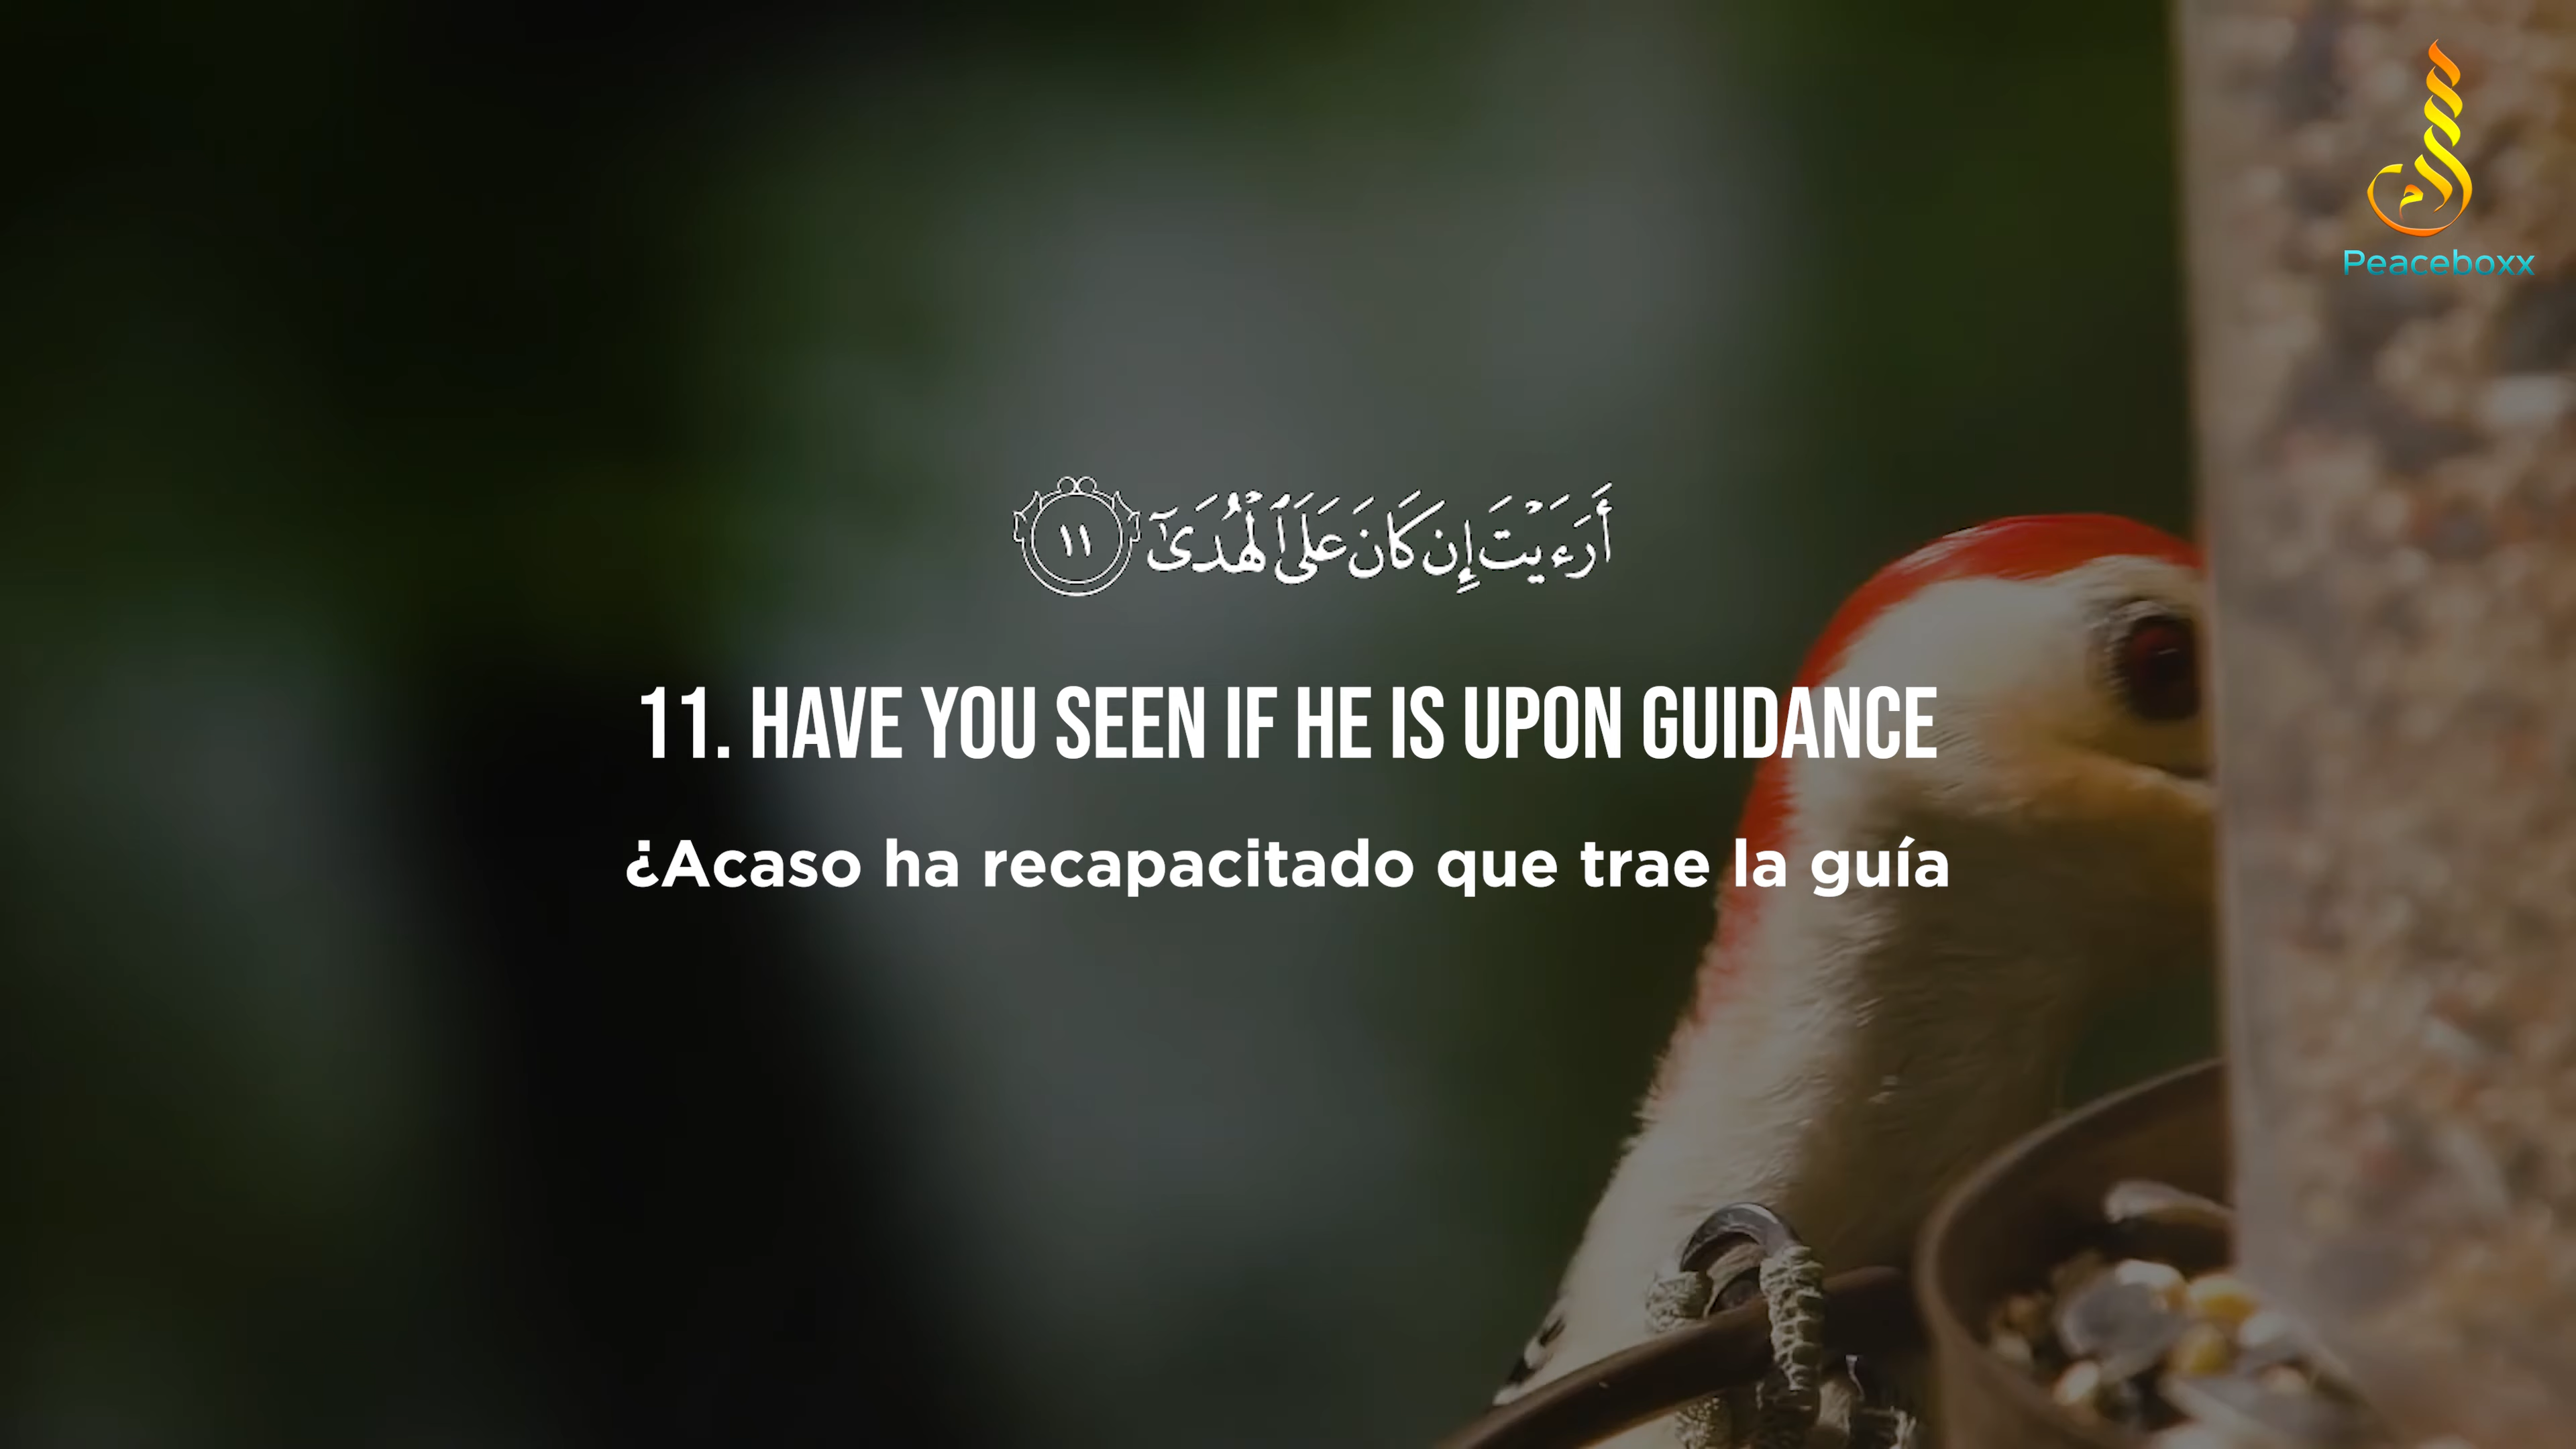 Peaceboxx
أَرَءَيْتَ إِن كَانَ عَلَى ٱلْهُدَىٰٓ ١١
11. HAVE YOU SEEN IF HE IS UPON GUIDANCE
¿Acaso ha recapacitado que trae la guía